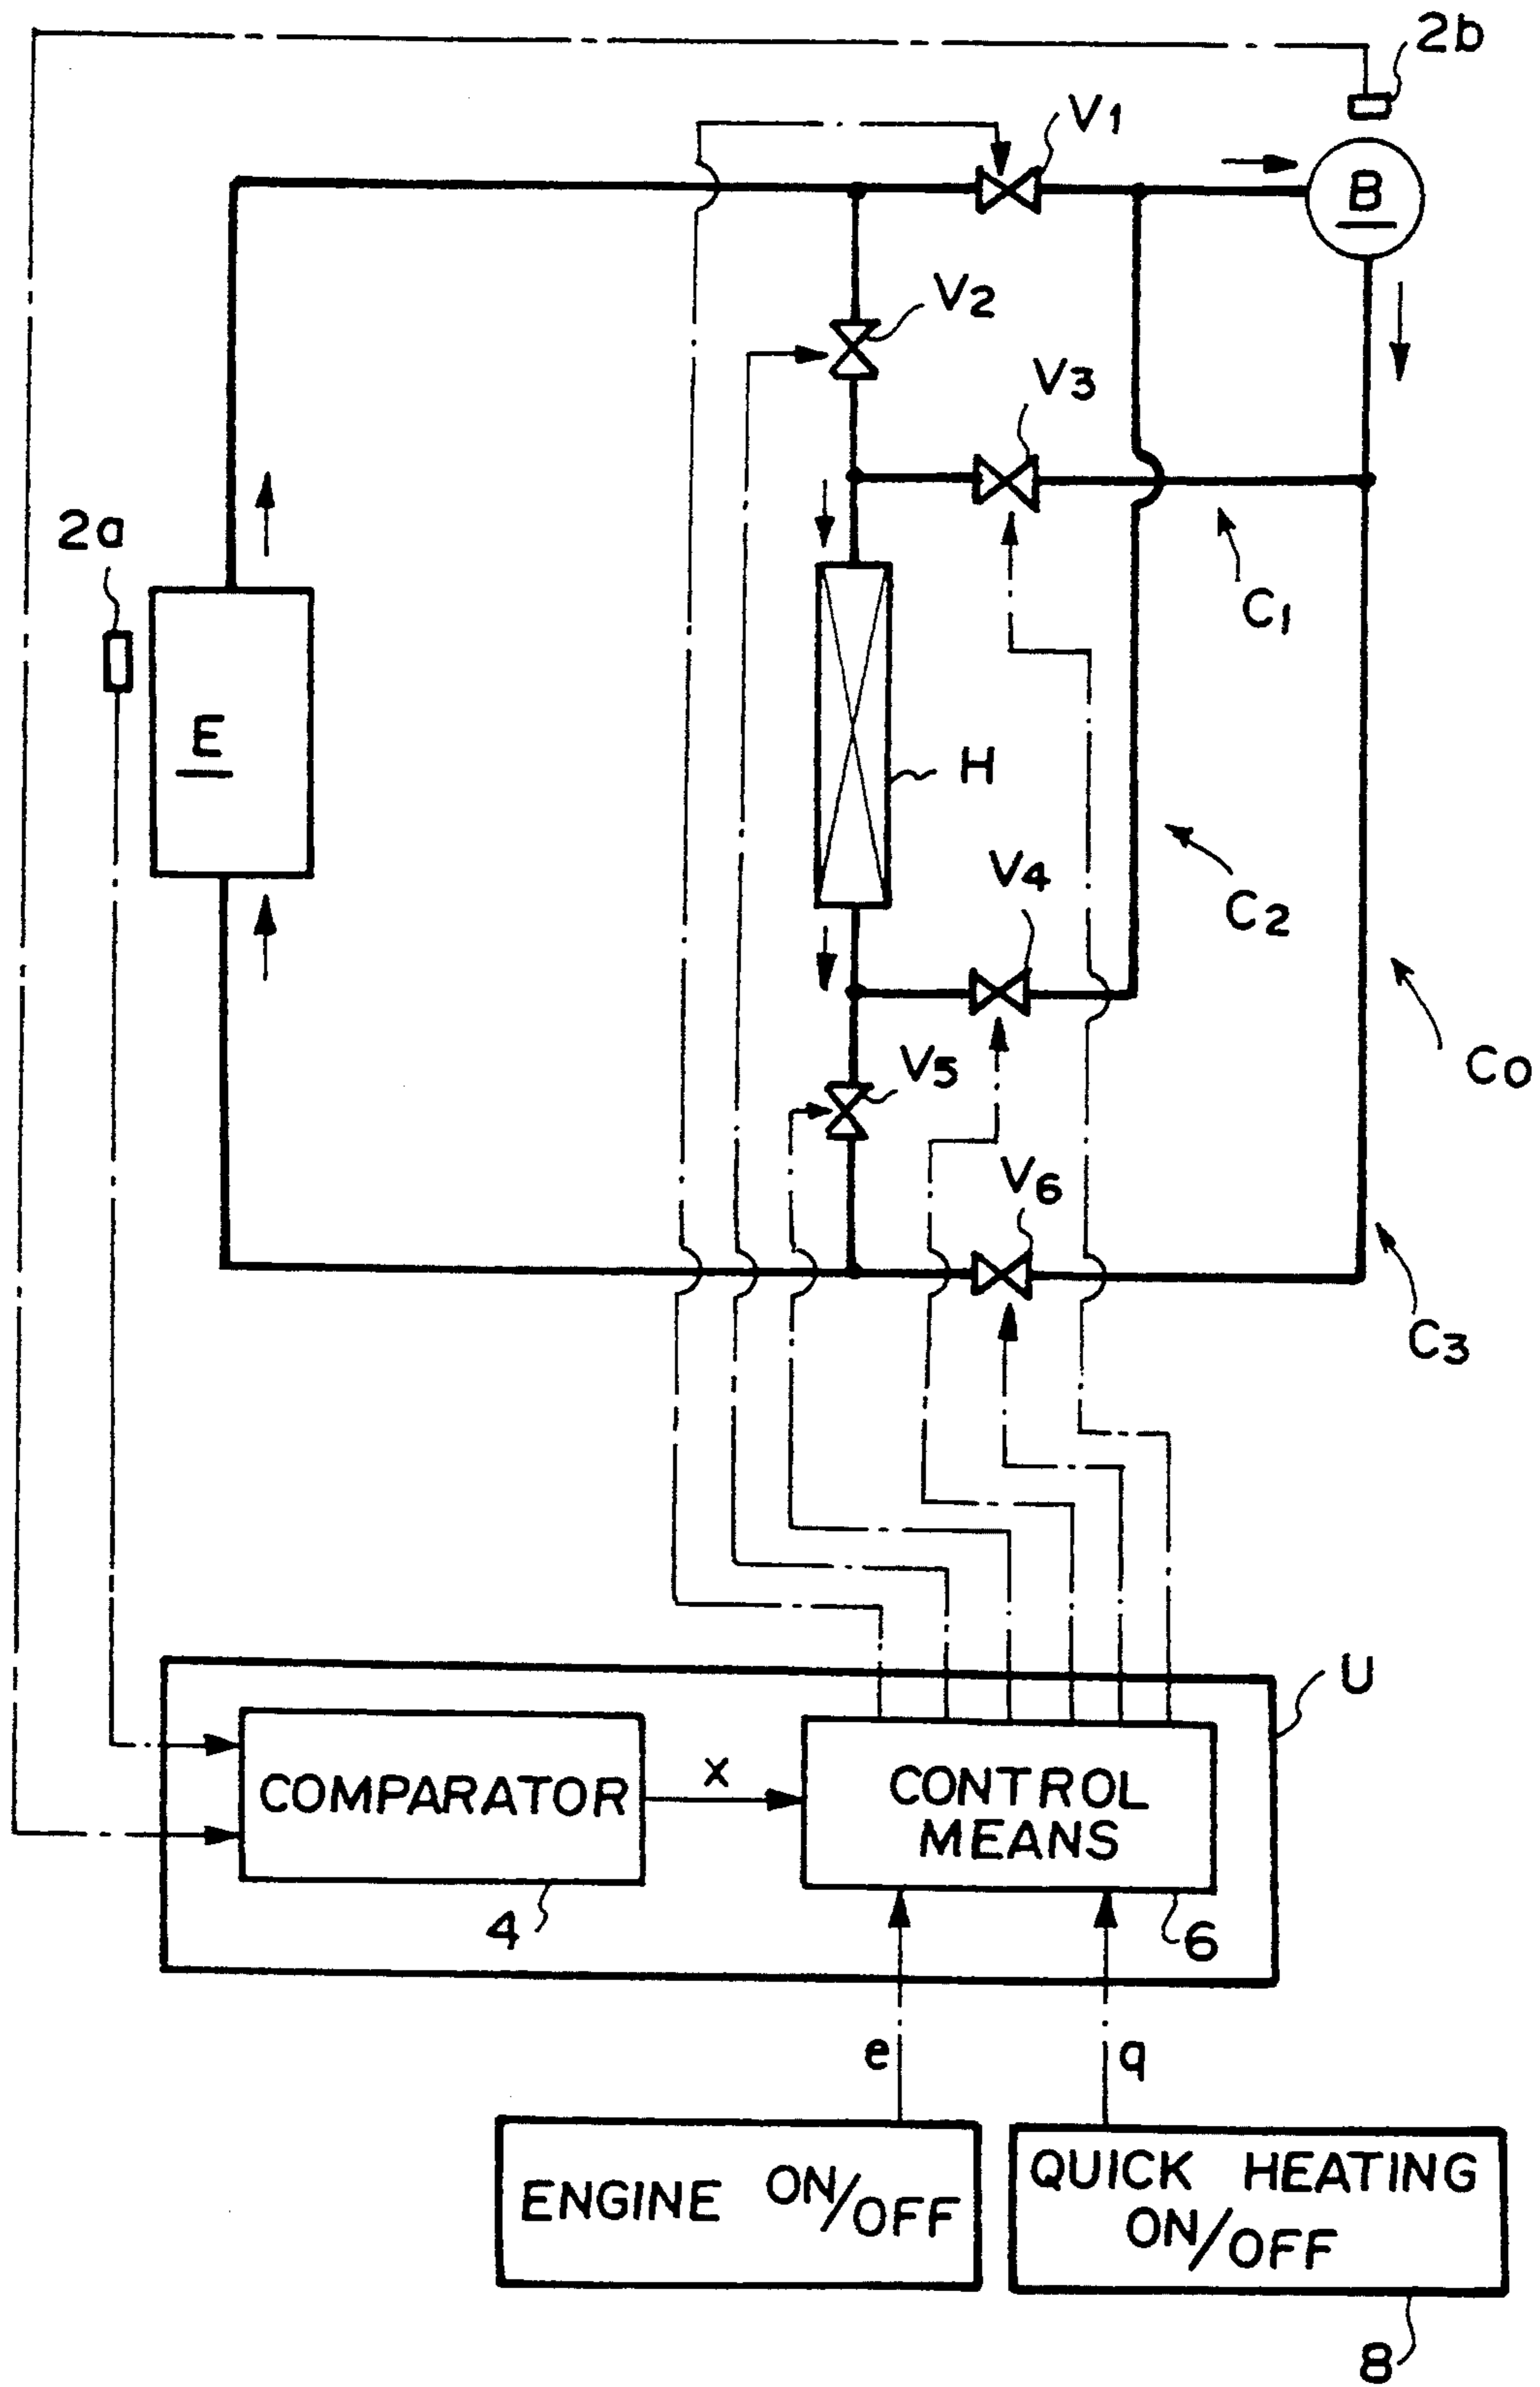 2b
V1
B
V2
V3
2a
C1
E
H
V4
C2
V5
C0
V6
C3
U
COMPARATOR
X
CONTROL
MEANS
4
6
e
q
ENGINE ON/OFF
QUICK HEATING
ON/OFF
8